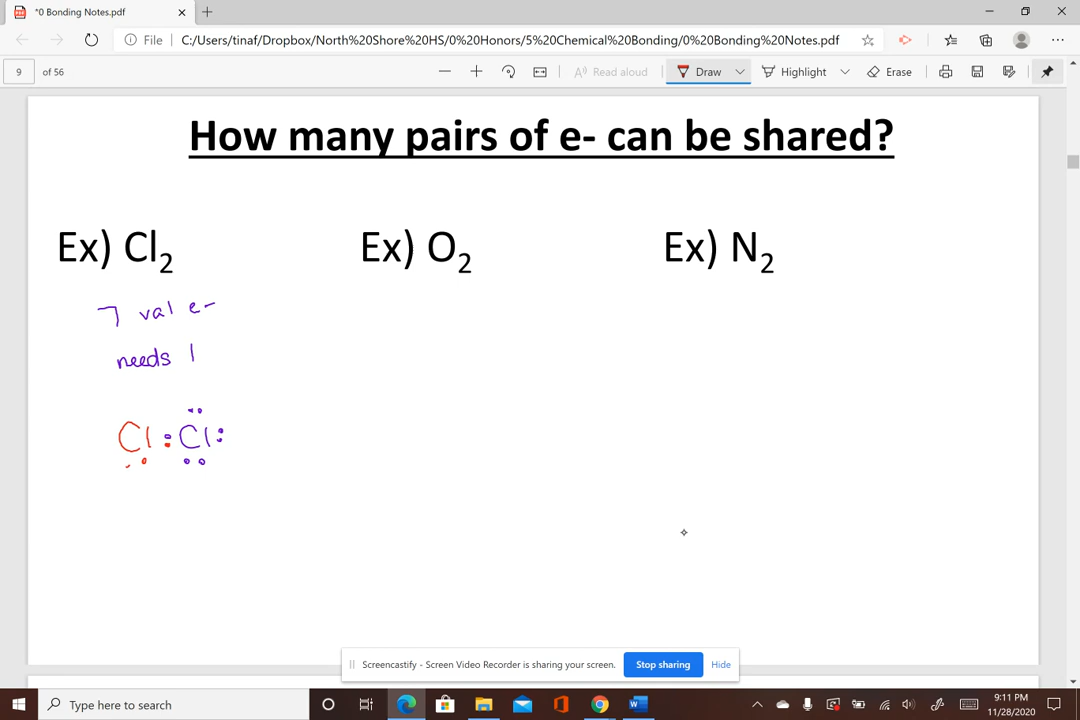 *0 Bonding Notes.pdf
File C:/Users/tinaf/Dropbox/North%20Shore%20HS/0%20Honors/5%20Chemical%20Bonding/0%20Bonding%20Notes.pdf
9 of 56 Read aloud Draw Highlight Erase
How many pairs of e- can be shared?
Ex) Cl₂ Ex) O₂ Ex) N₂
7 val e-
needs 1
Cl : Cl :
Screencastify - Screen Video Recorder is sharing your screen. Stop sharing Hide
Type here to search
9:11 PM
11/28/2020